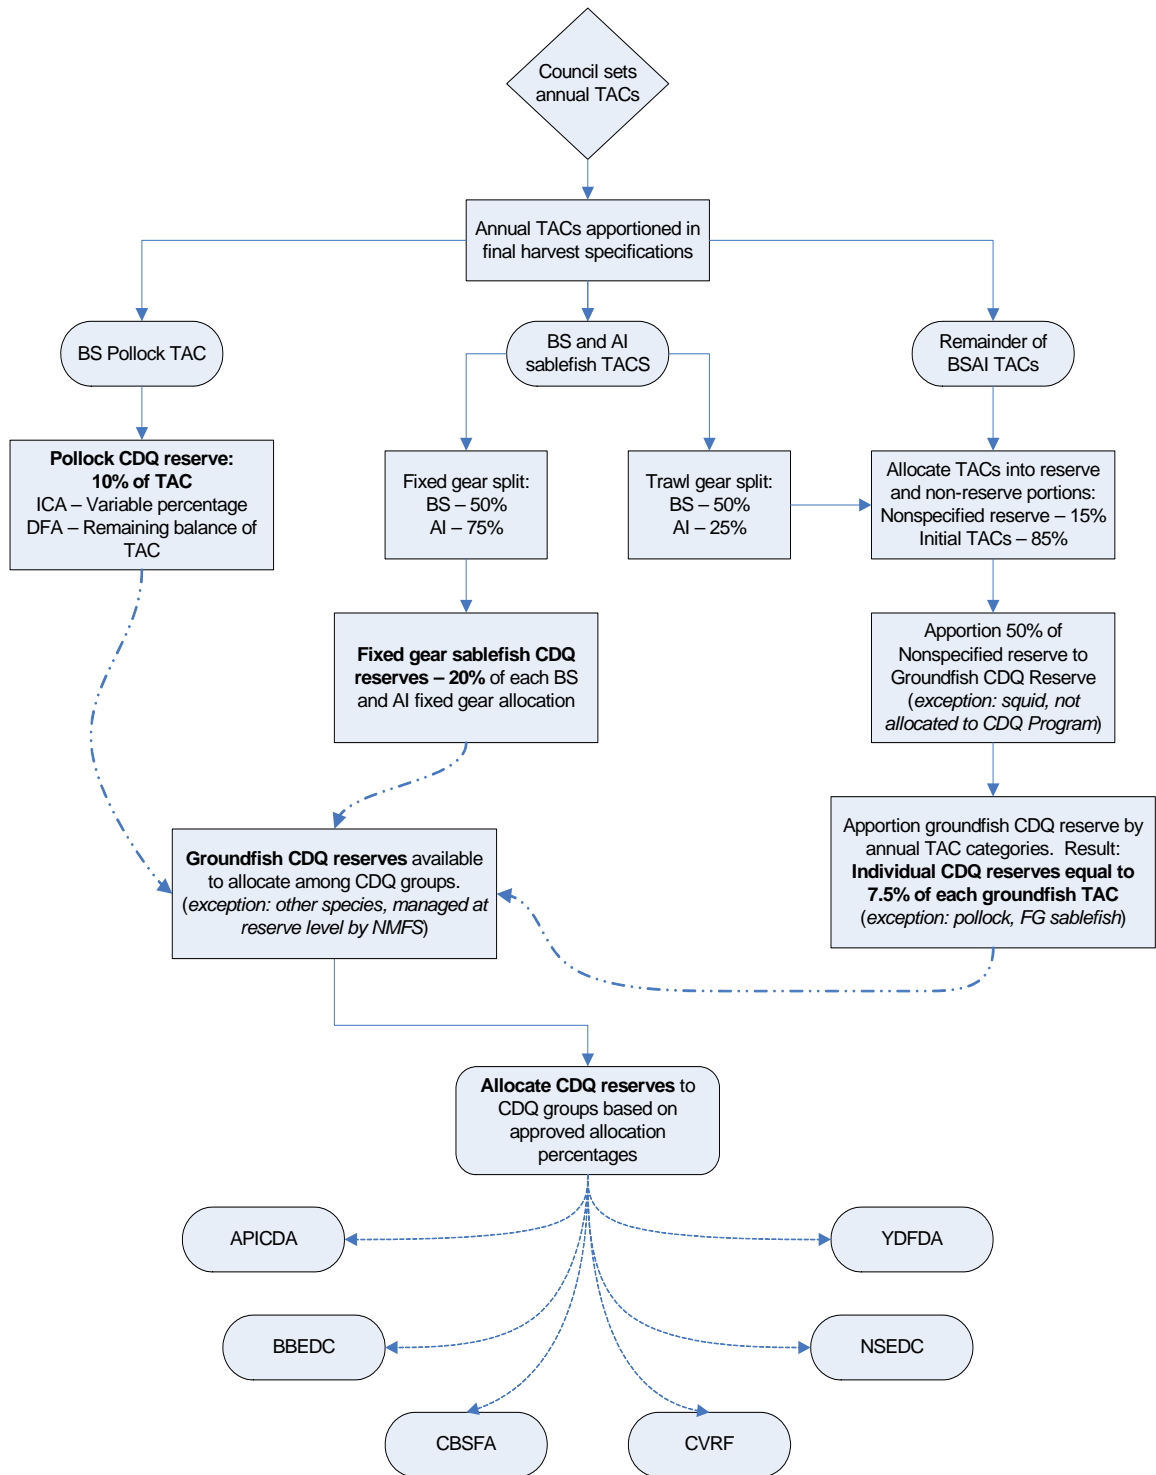 Council sets
annual TACs
Annual TACs apportioned in
final harvest specifications
BS Pollock TAC
BS and AI
sablefish TACS
Remainder of
BSAI TACs
Pollock CDQ reserve:
10% of TAC
ICA – Variable percentage
DFA – Remaining balance of
TAC
Fixed gear split:
BS – 50%
AI – 75%
Trawl gear split:
BS – 50%
AI – 25%
Allocate TACs into reserve
and non-reserve portions:
Nonspecified reserve – 15%
Initial TACs – 85%
Fixed gear sablefish CDQ
reserves – 20% of each BS
and AI fixed gear allocation
Apportion 50% of
Nonspecified reserve to
Groundfish CDQ Reserve
(exception: squid, not
allocated to CDQ Program)
Groundfish CDQ reserves available
to allocate among CDQ groups.
(exception: other species, managed at
reserve level by NMFS)
Apportion groundfish CDQ reserve by
annual TAC categories.  Result:
Individual CDQ reserves equal to
7.5% of each groundfish TAC
(exception: pollock, FG sablefish)
Allocate CDQ reserves to
CDQ groups based on
approved allocation
percentages
APICDA
YDFDA
BBEDC
NSEDC
CBSFA
CVRF